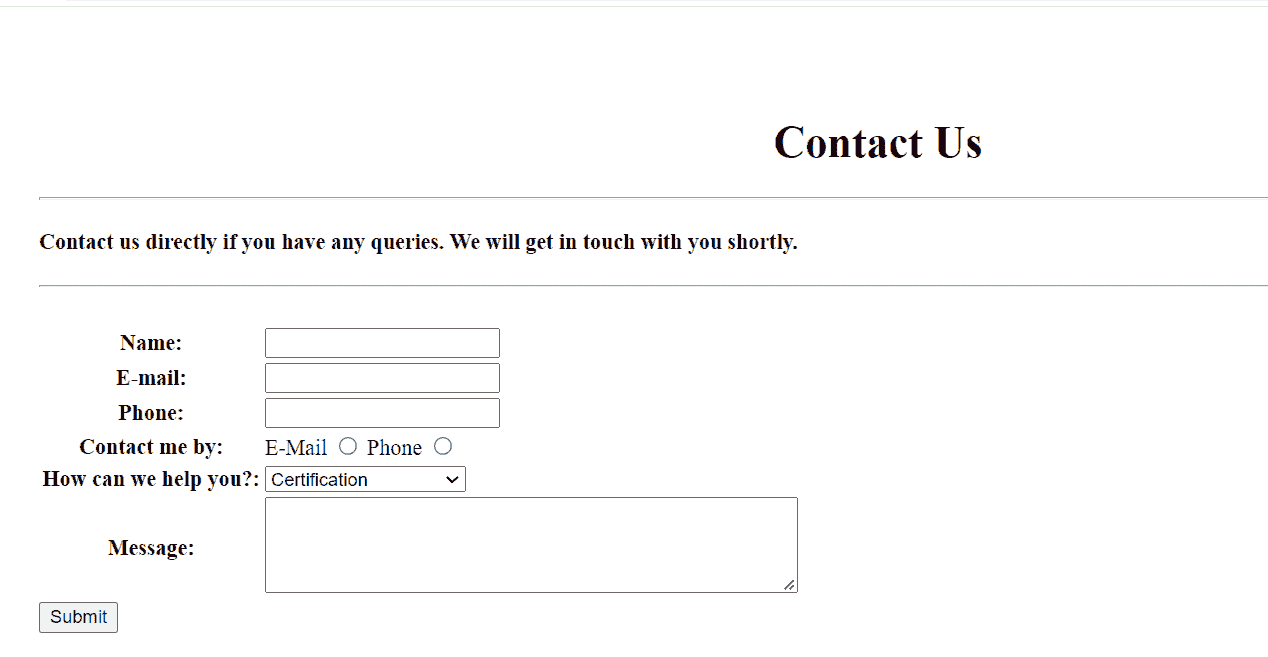 Contact Us
Contact us directly if you have any queries. We will get in touch with you shortly.
Name:
E-mail:
Phone:
Contact me by: E-Mail Phone
How can we help you?: Certification
Message:
Submit